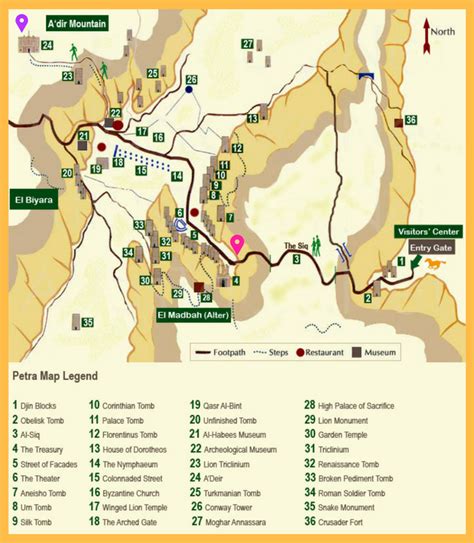 A'dir Mountain
North
24
25
27
23
26
22
13
36
21
17
16
12
11
10
18
15
14
9
20
8
El Biyara
6
7
33
32
5
Visitors' Center
Entry Gate
34
31
The Siq
1
30
3
29
28
4
2
El Madbah (Alter)
35
Footpath Steps Restaurant Museum
Petra Map Legend
1 Djin Blocks
2 Obelisk Tomb
3 Al-Siq
4 The Treasury
5 Street of Facades
6 The Theater
7 Aneisho Tomb
8 Urn Tomb
9 Silk Tomb
10 Corinthian Tomb
11 Palace Tomb
12 Florentinus Tomb
13 House of Dorotheos
14 The Nymphaeum
15 Colonnaded Street
16 Byzantine Church
17 Winged Lion Temple
18 The Arched Gate
19 Qasr Al-Bint
20 Unfinished Tomb
21 Al-Habees Museum
22 Archeological Museum
23 Lion Triclinium
24 A'Deir
25 Turkmanian Tomb
26 Conway Tower
27 Moghar Annassara
28 High Palace of Sacrifice
29 Lion Monument
30 Garden Temple
31 Triclinium
32 Renaissance Tomb
33 Broken Pediment Tomb
34 Roman Soldier Tomb
35 Snake Monument
36 Crusader Fort